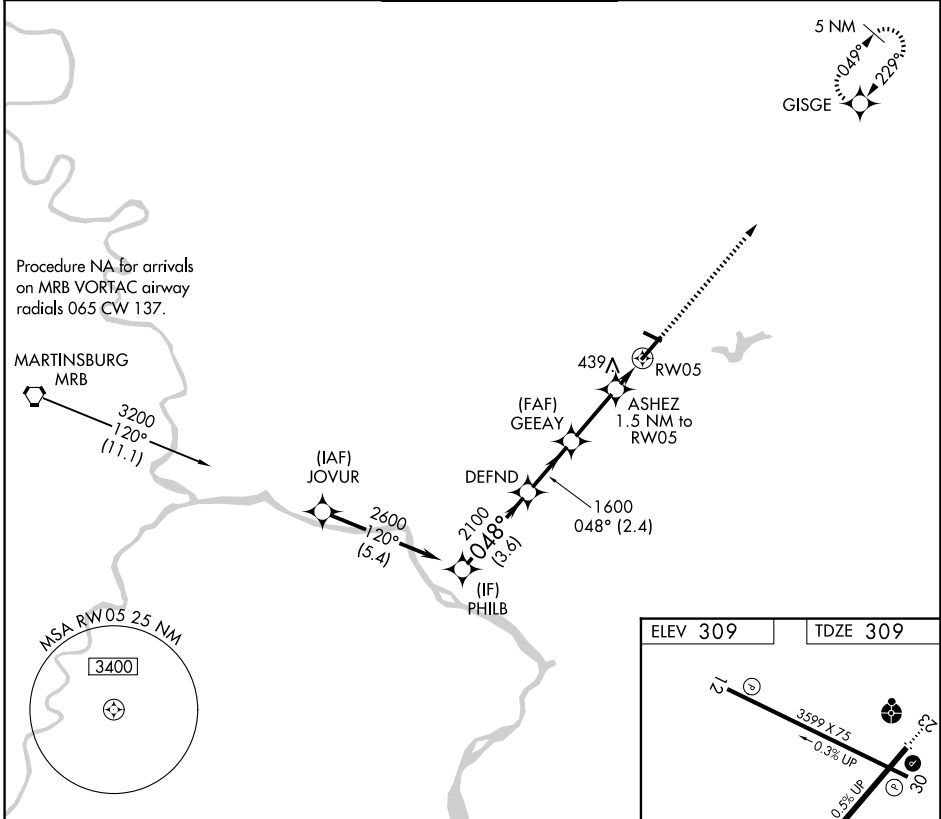 5 NM
049°
229°
GISGE
Procedure NA for arrivals
on MRB VORTAC airway
radials 065 CW 137.
MARTINSBURG
MRB
3200
120°
(11.1)
439
RW05
ASHEZ
1.5 NM to
RW05
(FAF)
GEEAY
(IAF)
JOVUR
DEFND
2600
120°
(5.4)
2100
048°
(3.6)
1600
048° (2.4)
(IF)
PHILB
MSA RW05 25 NM
3400
ELEV 309
TDZE 309
12
P
3599 X 75
0.3% UP
23
P
P
30
0.5% UP